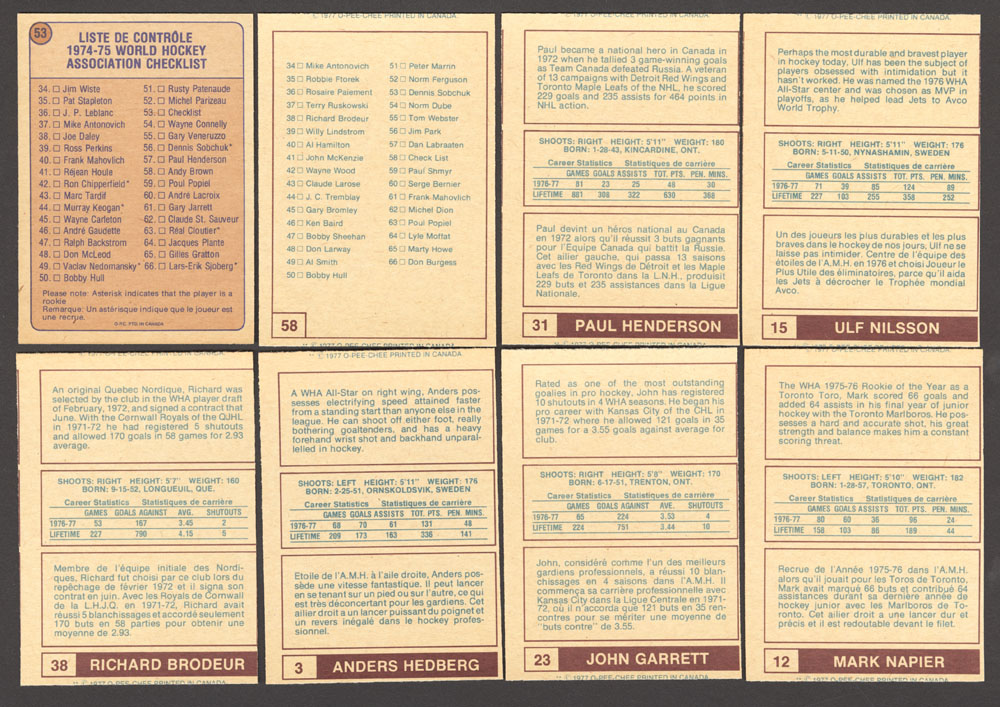 53
LISTE DE CONTRÔLE
1974-75 WORLD HOCKEY
ASSOCIATION CHECKLIST
34. □ Jim Wiste
35. □ Pat Stapleton
36. □ J. P. Leblanc
37. □ Mike Antonovich
38. □ Joe Daley
39. □ Ross Perkins
40. □ Frank Mahovlich
41. □ Réjean Houle
42. □ Ron Chipperfield*
43. □ Marc Tardif
44. □ Murray Keogan*
45. □ Wayne Carleton
46. □ André Gaudette
47. □ Ralph Backstrom
48. □ Don McLeod
49. □ Vaclav Nedomansky*
50. □ Bobby Hull
51. □ Rusty Patenaude
52. □ Michel Parizeau
53. □ Checklist
54. □ Wayne Connelly
55. □ Gary Veneruzzo
56. □ Dennis Sobchuk*
57. □ Paul Henderson
58. □ Andy Brown
59. □ Poul Popiel
60. □ André Lacroix
61. □ Gary Jarrett
62. □ Claude St. Sauveur
63. □ Réal Cloutier*
64. □ Jacques Plante
65. □ Gilles Gratton
66. □ Lars-Erik Sjoberg*
Please note: Asterisk indicates that the player is a
rookie
Remarque: Un astérisque indique que le joueur est
une recrue.
O.P.C. PTD. IN CANADA
© 1977 O-PEE-CHEE PRINTED IN CANADA
34 □ Mike Antonovich
35 □ Robbie Ftorek
36 □ Rosaire Paiement
37 □ Terry Ruskowski
38 □ Richard Brodeur
39 □ Willy Lindstrom
40 □ Al Hamilton
41 □ John McKenzie
42 □ Wayne Wood
43 □ Claude Larose
44 □ J. C. Tremblay
45 □ Gary Bromley
46 □ Ken Baird
47 □ Bobby Sheehan
48 □ Don Larway
49 □ Al Smith
50 □ Bobby Hull
51 □ Peter Marrin
52 □ Norm Ferguson
53 □ Dennis Sobchuk
54 □ Norm Dube
55 □ Tom Webster
56 □ Jim Park
57 □ Dan Labraaten
58 □ Check List
59 □ Paul Shmyr
60 □ Serge Bernier
61 □ Frank Mahovlich
62 □ Michel Dion
63 □ Poul Popiel
64 □ Lyle Moffat
65 □ Marty Howe
66 □ Don Burgess
58
Paul became a national hero in Canada in
1972 when he tallied 3 game-winning goals
as Team Canada defeated Russia. A veteran
of 13 campaigns with Detroit Red Wings and
Toronto Maple Leafs of the NHL, he scored
229 goals and 235 assists for 464 points in
NHL action.
SHOOTS: RIGHT HEIGHT: 5'11" WEIGHT: 180
BORN: 1-28-43, KINCARDINE, ONT.
Career Statistics Statistiques de carrière
GAMES GOALS ASSISTS TOT. PTS. PEN. MINS.
1976-77 81 23 25 48 30
LIFETIME 881 308 322 630 368
Paul devint un héros national au Canada
en 1972 alors qu'il réussit 3 buts gagnants
pour l'Equipe Canada qui battit la Russie.
Cet ailier gauche, qui passa 13 saisons
avec les Red Wings de Détroit et les Maple
Leafs de Toronto dans la L.N.H., produisit
229 buts et 235 assistances dans la Ligue
Nationale.
31 PAUL HENDERSON
Perhaps the most durable and bravest player
in hockey today, Ulf has been the subject of
players obsessed with intimidation but it
hasn't worked. He was named the 1976 WHA
All-Star center and was chosen as MVP in
playoffs, as he helped lead Jets to Avco
World Trophy.
SHOOTS: RIGHT HEIGHT: 5'11" WEIGHT: 176
BORN: 5-11-50, NYNASHAMIN, SWEDEN
Career Statistics Statistiques de carrière
GAMES GOALS ASSISTS TOT. PTS. PEN. MINS.
1976-77 71 39 85 124 89
LIFETIME 227 103 255 358 252
Un des joueurs les plus durables et les plus
braves dans le hockey de nos jours, Ulf ne se
laisse pas intimider. Centre de l'équipe des
étoiles de l'A.M.H. en 1976 et choisi Joueur le
Plus Utile des éliminatoires, parce qu'il aida
les Jets à décrocher le Trophée mondial
Avco.
15 ULF NILSSON
An original Quebec Nordique, Richard was
selected by the club in the WHA player draft
of February, 1972, and signed a contract that
June. With the Cornwall Royals of the QJHL
in 1971-72 he had registered 5 shutouts
and allowed 170 goals in 58 games for 2.93
average.
SHOOTS: RIGHT HEIGHT: 5'7" WEIGHT: 160
BORN: 9-15-52, LONGUEUIL, QUE.
Career Statistics Statistiques de carrière
GAMES GOALS AGAINST AVG. SHUTOUTS
1976-77 53 167 3.45 2
LIFETIME 227 790 4.15 5
Membre de l'équipe initiale des Nordi-
ques, Richard fut choisi par ce club lors du
repêchage de février 1972 et il signa son
contrat en juin. Avec les Royals de Cornwall
de la L.H.J.Q. en 1971-72, Richard avait
réussi 5 blanchissages et accordé seulement
170 buts en 58 parties pour obtenir une
moyenne de 2.93.
38 RICHARD BRODEUR
© 1977 O-PEE-CHEE PRINTED IN CANADA
A WHA All-Star on right wing, Anders pos-
sesses electrifying speed attained faster
from a standing start than anyone else in the
league. He can shoot off either foot, really
bothering goaltenders, and has a heavy
forehand wrist shot and backhand unparal-
lelled in hockey.
SHOOTS: LEFT HEIGHT: 5'11" WEIGHT: 176
BORN: 2-25-51, ORNSKOLDSVIK, SWEDEN
Career Statistics Statistiques de carrière
GAMES GOALS ASSISTS TOT. PTS. PEN. MINS.
1976-77 68 70 61 131 48
LIFETIME 209 173 163 336 141
Etoile de l'A.M.H. à l'aile droite, Anders pos-
sède une vitesse fantastique. Il peut lancer
en se tenant sur un pied ou sur l'autre, ce qui
est très déconcertant pour les gardiens. Cet
ailier droit a un lancer puissant du poignet et
un revers inégalé dans le hockey profes-
sionnel.
3 ANDERS HEDBERG
Rated as one of the most outstanding
goalies in pro hockey, John has registered
10 shutouts in 4 WHA seasons. He began his
pro career with Kansas City of the CHL in
1971-72 where he allowed 121 goals in 35
games for a 3.55 goals against average for
club.
SHOOTS: RIGHT HEIGHT: 5'8" WEIGHT: 170
BORN: 6-17-51, TRENTON, ONT.
Career Statistics Statistiques de carrière
GAMES GOALS AGAINST AVE. SHUTOUTS
1976-77 65 224 3.53 4
LIFETIME 224 751 3.44 10
John, considéré comme l'un des meilleurs
gardiens professionnels, a réussi 10 blan-
chissages en 4 saisons dans l'A.M.H. Il
commença sa carrière professionnelle avec
Kansas City dans la Ligue Centrale en 1971-
72, où il n'accorda que 121 buts en 35 ren-
contres pour se mériter une moyenne de
"buts contre" de 3.55.
23 JOHN GARRETT
The WHA 1975-76 Rookie of the Year as a
Toronto Toro, Mark scored 66 goals and
added 64 assists in his final year of junior
hockey with the Toronto Marlboros. He pos-
sesses a hard and accurate shot, his great
strength and balance makes him a constant
scoring threat.
SHOOTS: RIGHT HEIGHT: 5'10" WEIGHT: 182
BORN: 1-28-57, TORONTO, ONT.
Career Statistics Statistiques de carrière
GAMES GOALS ASSISTS TOT. PTS. PEN. MINS.
1976-77 80 60 36 96 24
LIFETIME 158 103 86 189 44
Recrue de l'Année 1975-76 dans l'A.M.H.
alors qu'il jouait pour les Toros de Toronto,
Mark avait marqué 66 buts et contribué 64
assistances durant sa dernière année de
hockey junior avec les Marlboros de To-
ronto. Cet ailier droit a un lancer dur et
précis et il est redoutable devant le filet.
12 MARK NAPIER